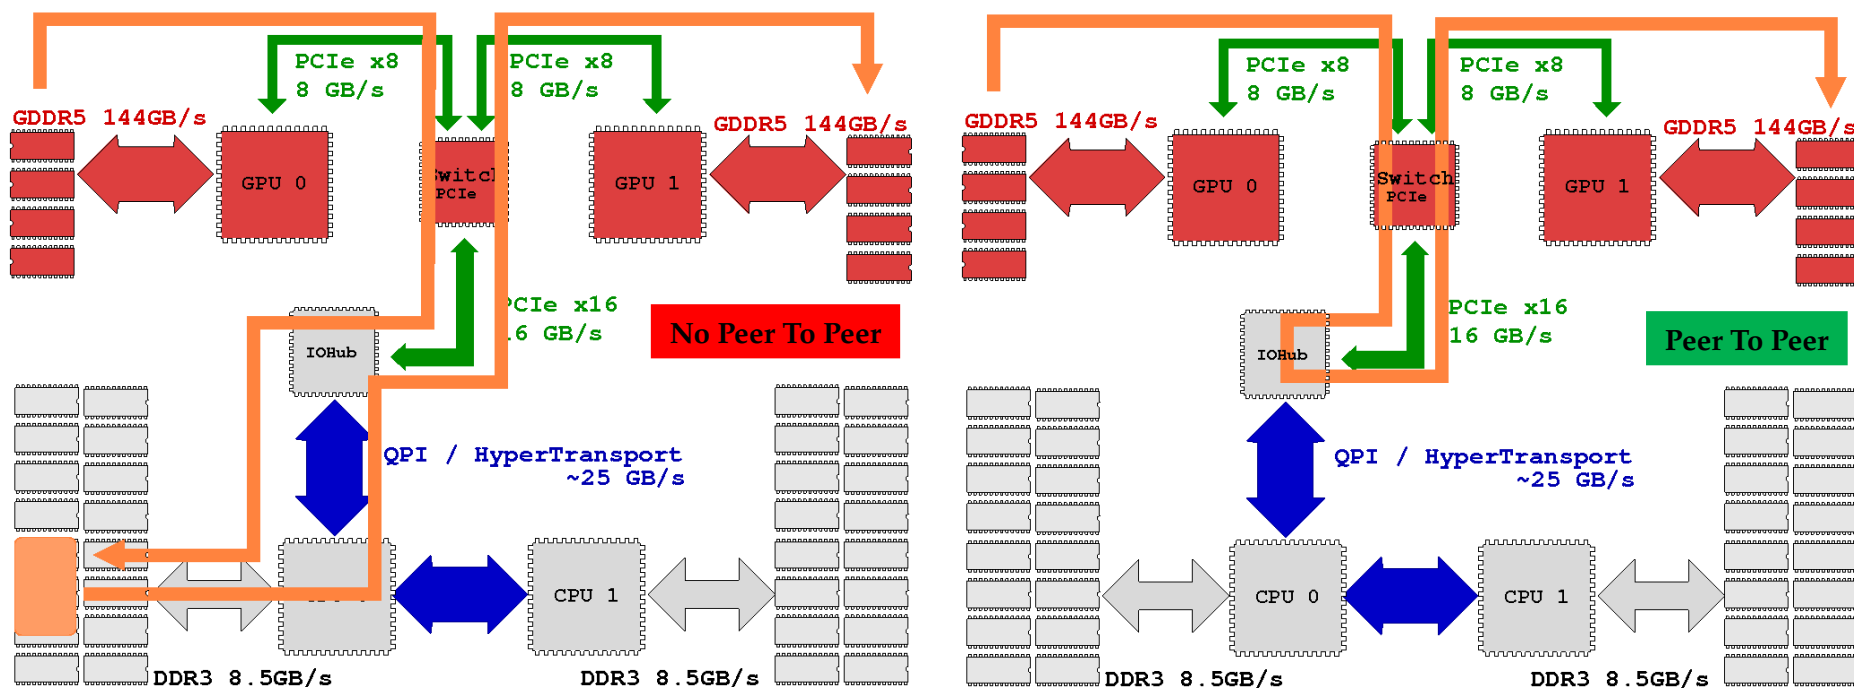 PCIe x8
8 GB/s
PCIe x8
8 GB/s
GDDR5 144GB/s
GDDR5 144GB/s
GPU 0
Switch
PCIe
GPU 1
PCIe x16
16 GB/s
No Peer To Peer
IOHub
QPI / HyperTransport
~25 GB/s
CPU 1
DDR3 8.5GB/s
DDR3 8.5GB/s
PCIe x8
8 GB/s
PCIe x8
8 GB/s
GDDR5 144GB/s
GDDR5 144GB/s
GPU 0
Switch
PCIe
GPU 1
PCIe x16
16 GB/s
Peer To Peer
IOHub
QPI / HyperTransport
~25 GB/s
CPU 0
CPU 1
DDR3 8.5GB/s
DDR3 8.5GB/s